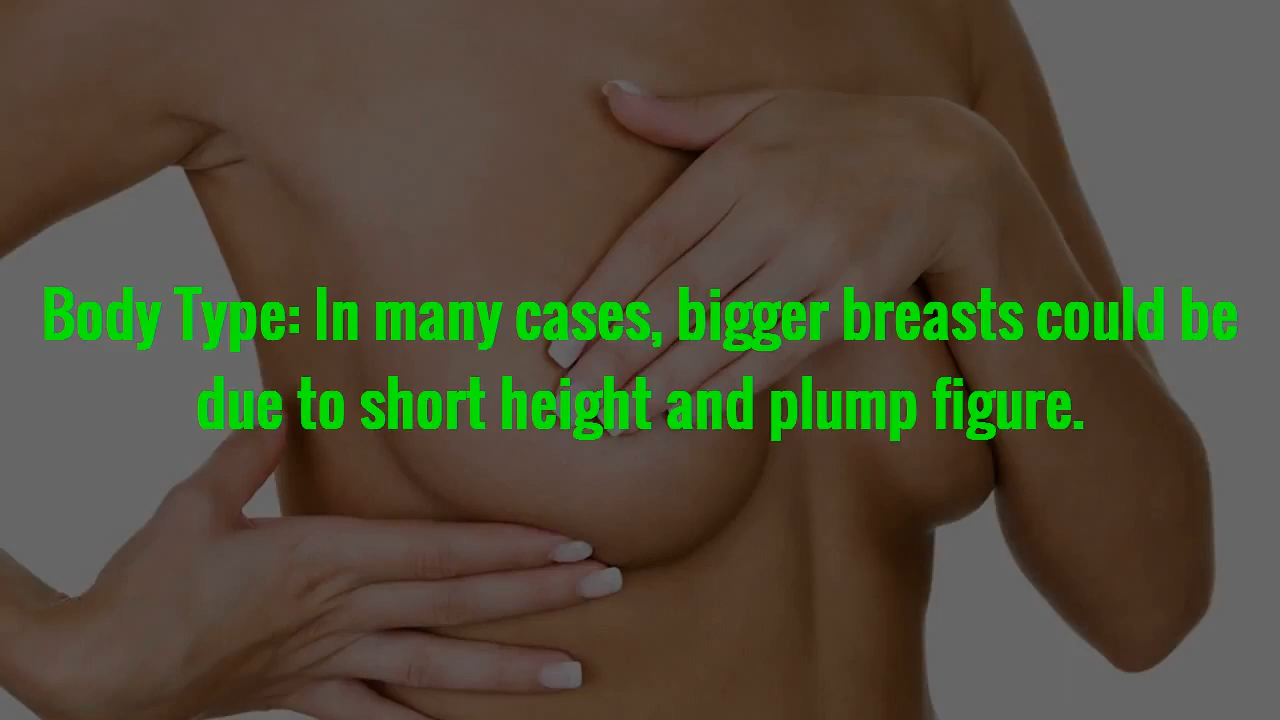 Body Type: In many cases, bigger breasts could be
due to short height and plump figure.